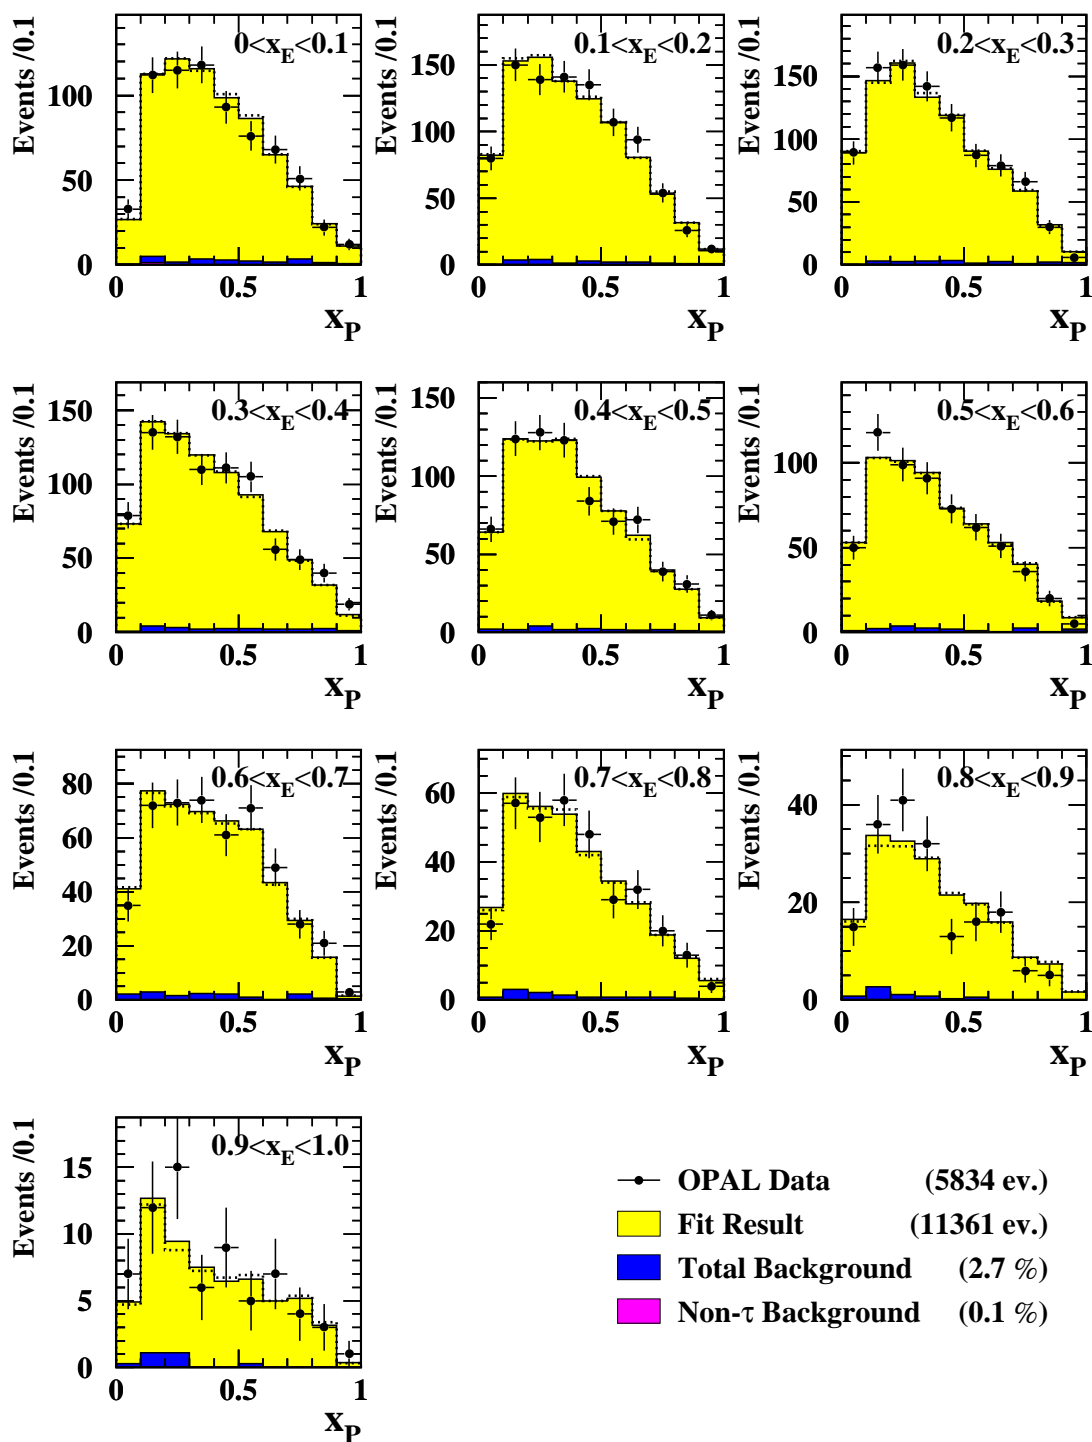 Events /0.1
0<x_E<0.1
100
50
0
0 0.5 1
x_P
Events /0.1
0.1<x_E<0.2
150
100
50
0
0 0.5 1
x_P
Events /0.1
0.2<x_E<0.3
150
100
50
0
0 0.5 1
x_P
Events /0.1
0.3<x_E<0.4
150
100
50
0
0 0.5 1
x_P
Events /0.1
0.4<x_E<0.5
150
100
50
0
0 0.5 1
x_P
Events /0.1
0.5<x_E<0.6
100
50
0
0 0.5 1
x_P
Events /0.1
0.6<x_E<0.7
80
60
40
20
0
0 0.5 1
x_P
Events /0.1
0.7<x_E<0.8
60
40
20
0
0 0.5 1
x_P
Events /0.1
0.8<x_E<0.9
40
20
0
0 0.5 1
x_P
Events /0.1
0.9<x_E<1.0
15
10
5
0
0 0.5 1
x_P
OPAL Data (5834 ev.)
Fit Result (11361 ev.)
Total Background (2.7 %)
Non-τ Background (0.1 %)